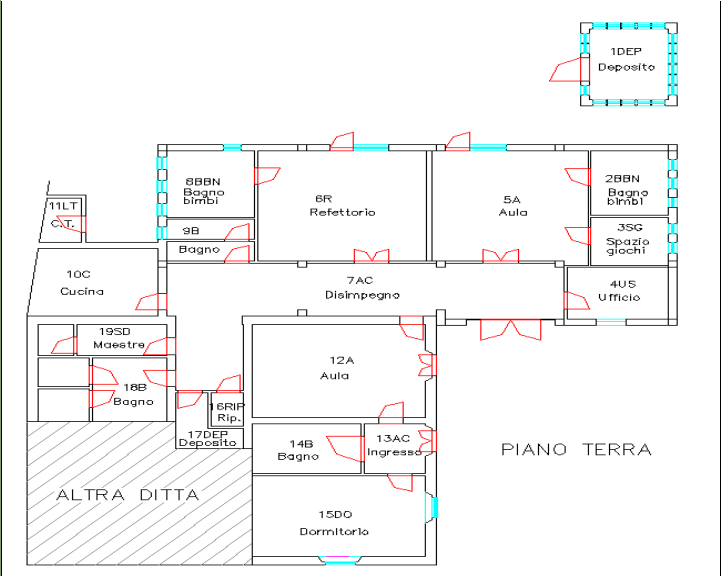 1DEP
Deposito
8BBN
Bagno
bimbi
6R
Refettorio
5A
Aula
2BBN
Bagno
bimbi
11LT
C.T.
9B
Bagno
3SG
Spazio
giochi
10C
Cucina
7AC
Disimpegno
4US
Ufficio
19SD
Maestre
12A
Aula
18B
Bagno
16RIP
Rip.
17DEP
Deposito
14B
Bagno
13AC
Ingresso
PIANO TERRA
ALTRA DITTA
15DO
Dormitorio